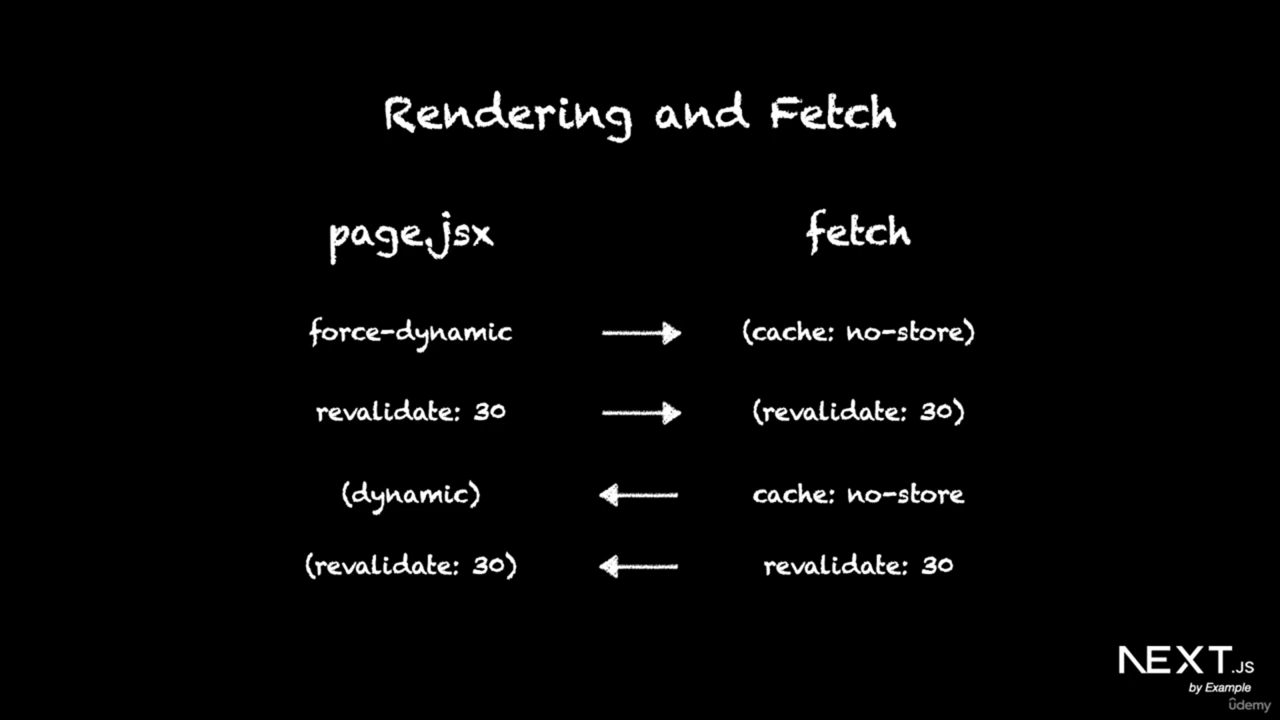 Rendering and Fetch
page.jsx fetch
force-dynamic (cache: no-store)
revalidate: 30 (revalidate: 30)
(dynamic) cache: no-store
(revalidate: 30) revalidate: 30
NEXT.JS
by Example
ûdemy